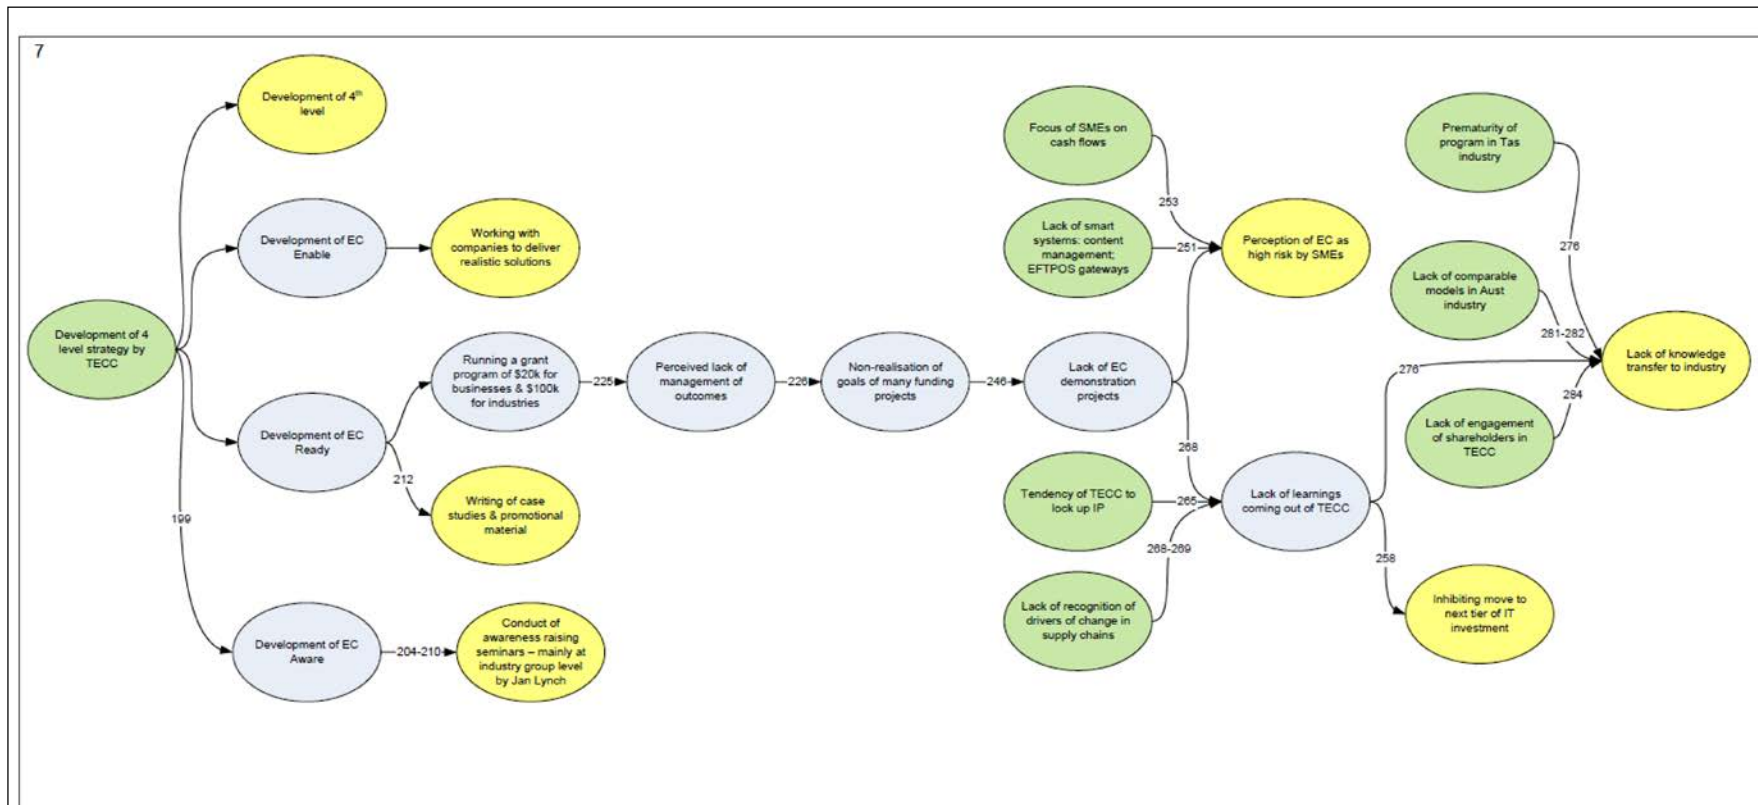 7
Development of 4th
level
Development of EC
Enable
Working with
companies to deliver
realistic solutions
Development of 4
level strategy by
TECC
Running a grant
program of $20k for
businesses & $100k
for industries
225
Perceived lack of
management of
outcomes
226
Non-realisation of
goals of many funding
projects
246
Lack of EC
demonstration
projects
Development of EC
Ready
212
Writing of case
studies & promotional
material
199
Development of EC
Aware
204-210
Conduct of
awareness raising
seminars – mainly at
industry group level
by Jan Lynch
Focus of SMEs on
cash flows
253
Lack of smart
systems: content
management;
EFTPOS gateways
251
Perception of EC as
high risk by SMEs
268
Tendency of TECC to
lock up IP
265
268-269
Lack of recognition of
drivers of change in
supply chains
Lack of learnings
coming out of TECC
276
258
Inhibiting move to
next tier of IT
investment
Prematurity of
program in Tas
industry
276
Lack of comparable
models in Aust
industry
281-282
Lack of knowledge
transfer to industry
284
Lack of engagement
of shareholders in
TECC